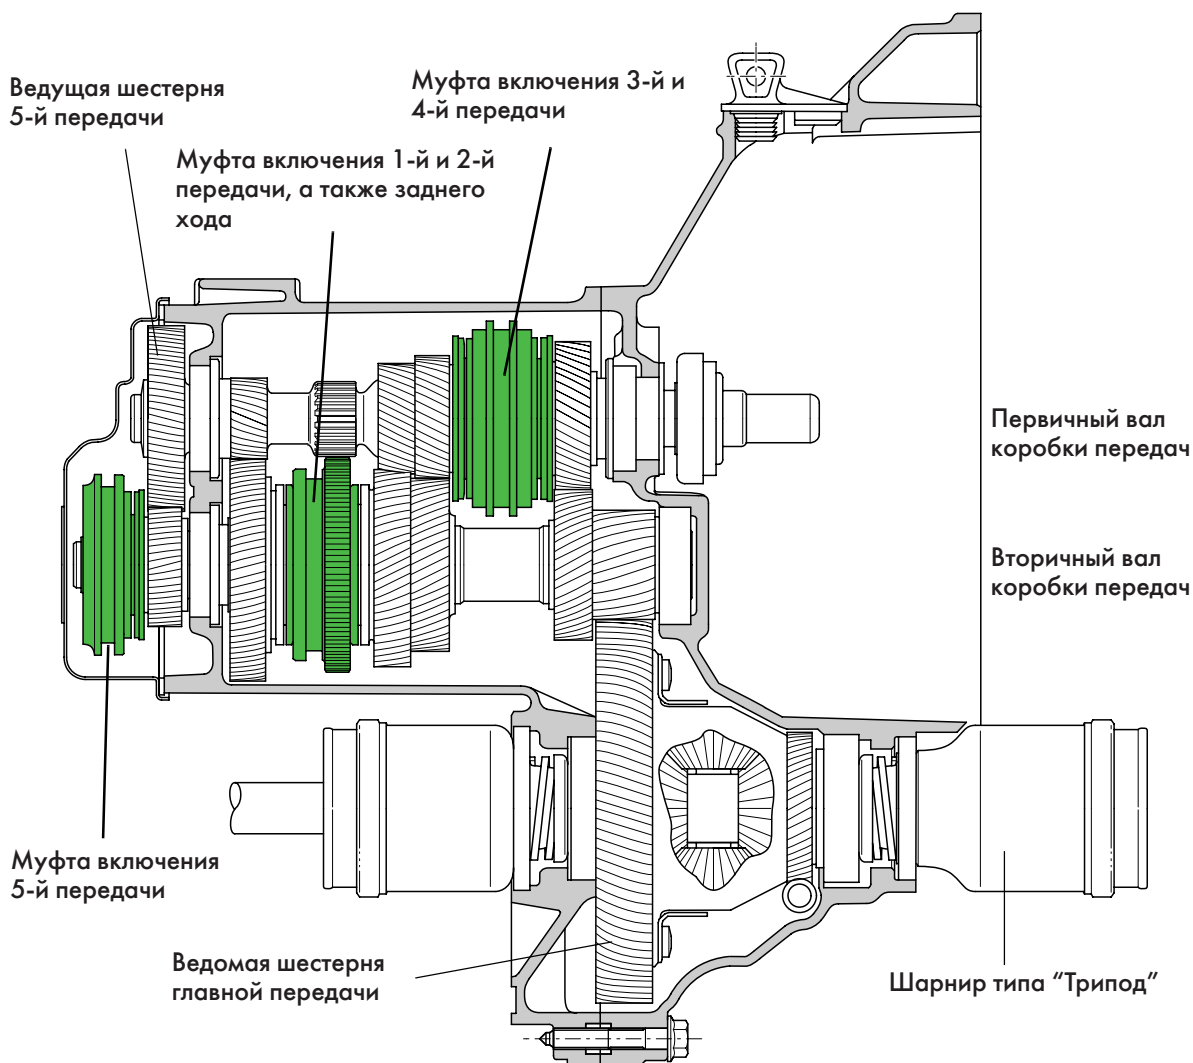 Ведущая шестерня
5-й передачи
Муфта включения 3-й и
4-й передачи
Муфта включения 1-й и 2-й
передачи, а также заднего
хода
Первичный вал
коробки передач
Вторичный вал
коробки передач
Муфта включения
5-й передачи
Ведомая шестерня
главной передачи
Шарнир типа “Трипод”